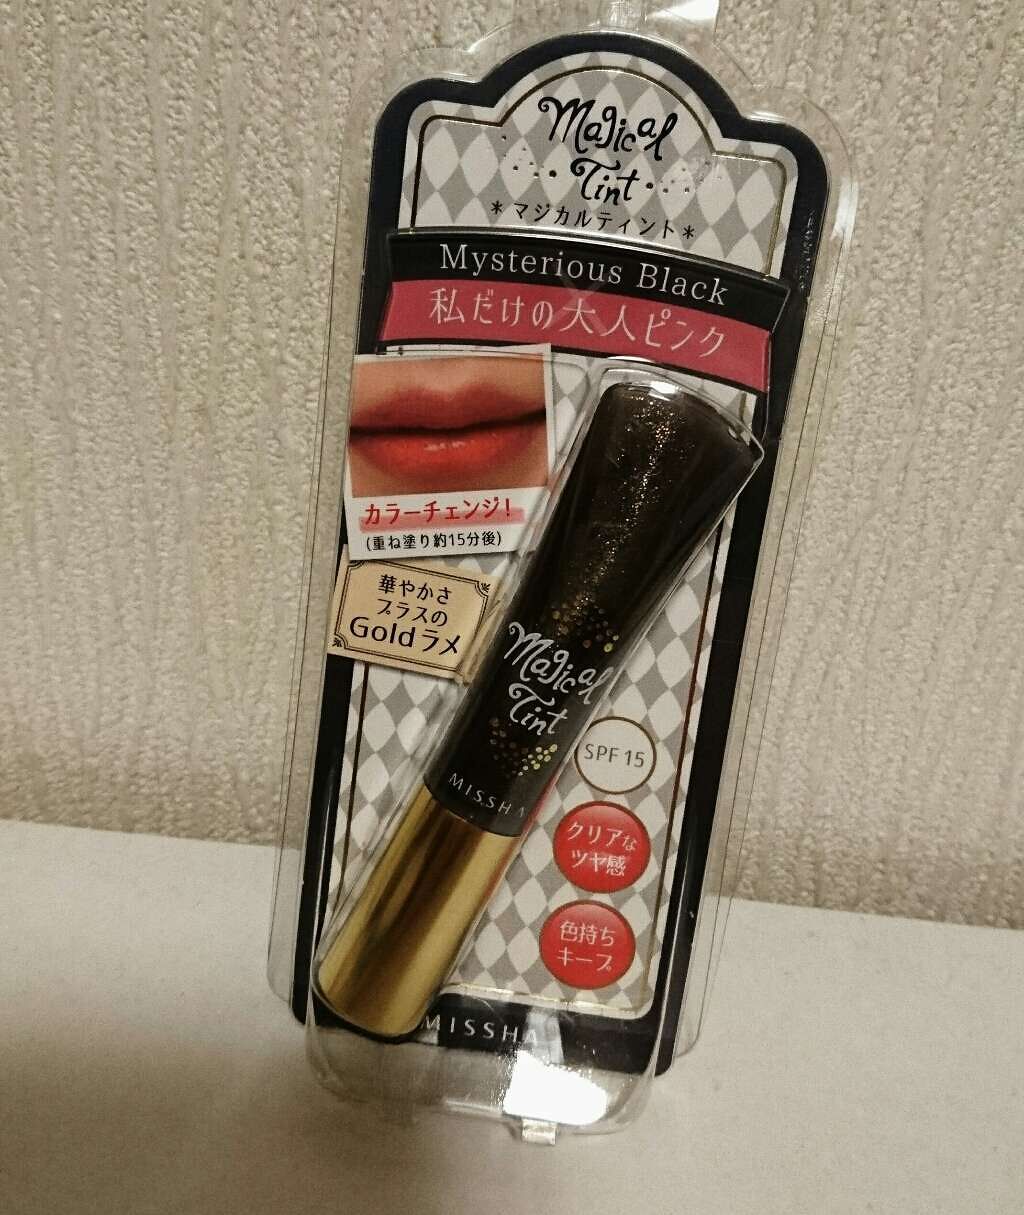 Magical
Tint
*マジカルティント*
Mysterious Black
私だけの大人ピンク
カラーチェンジ!
(重ね塗り約15分後)
華やかさ
プラスの
Goldラメ
Magical
Tint
MISSHA
SPF 15
クリアな
ツヤ感
色持ち
キープ
MISSHA